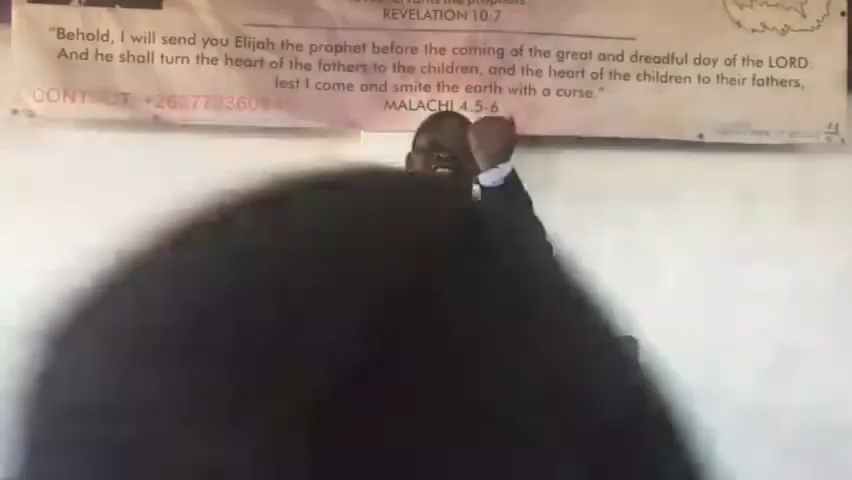 the prophets
REVELATION 10:7
"Behold, I will send you Elijah the prophet before the coming of the great and dreadful day of the LORD:
And he shall turn the heart of the fathers to the children, and the heart of the children to their fathers,
lest I come and smite the earth with a curse."
MALACHI 4:5-6